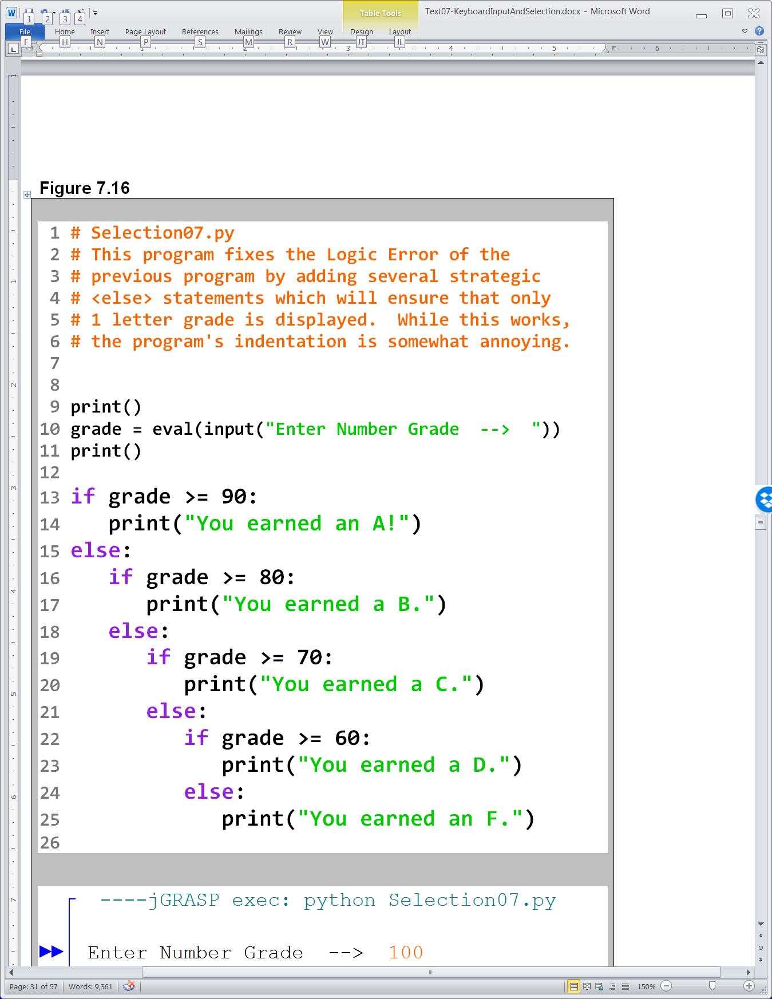 Table Tools
Text07-KeyboardInputAndSelection.docx - Microsoft Word
1 2 3 4
File Home Insert Page Layout References Mailings Review View Design Layout
F H N P S M R W JT JL
1 2 3 4 5 6
Figure 7.16
1 # Selection07.py
2 # This program fixes the Logic Error of the
3 # previous program by adding several strategic
4 # <else> statements which will ensure that only
5 # 1 letter grade is displayed.  While this works,
6 # the program's indentation is somewhat annoying.
7
8
9 print()
10 grade = eval(input("Enter Number Grade  -->  "))
11 print()
12
13 if grade >= 90:
14    print("You earned an A!")
15 else:
16    if grade >= 80:
17       print("You earned a B.")
18    else:
19       if grade >= 70:
20          print("You earned a C.")
21       else:
22          if grade >= 60:
23             print("You earned a D.")
24          else:
25             print("You earned an F.")
26
----jGRASP exec: python Selection07.py
Enter Number Grade  -->  100
Page: 31 of 57 Words: 9,361 150%